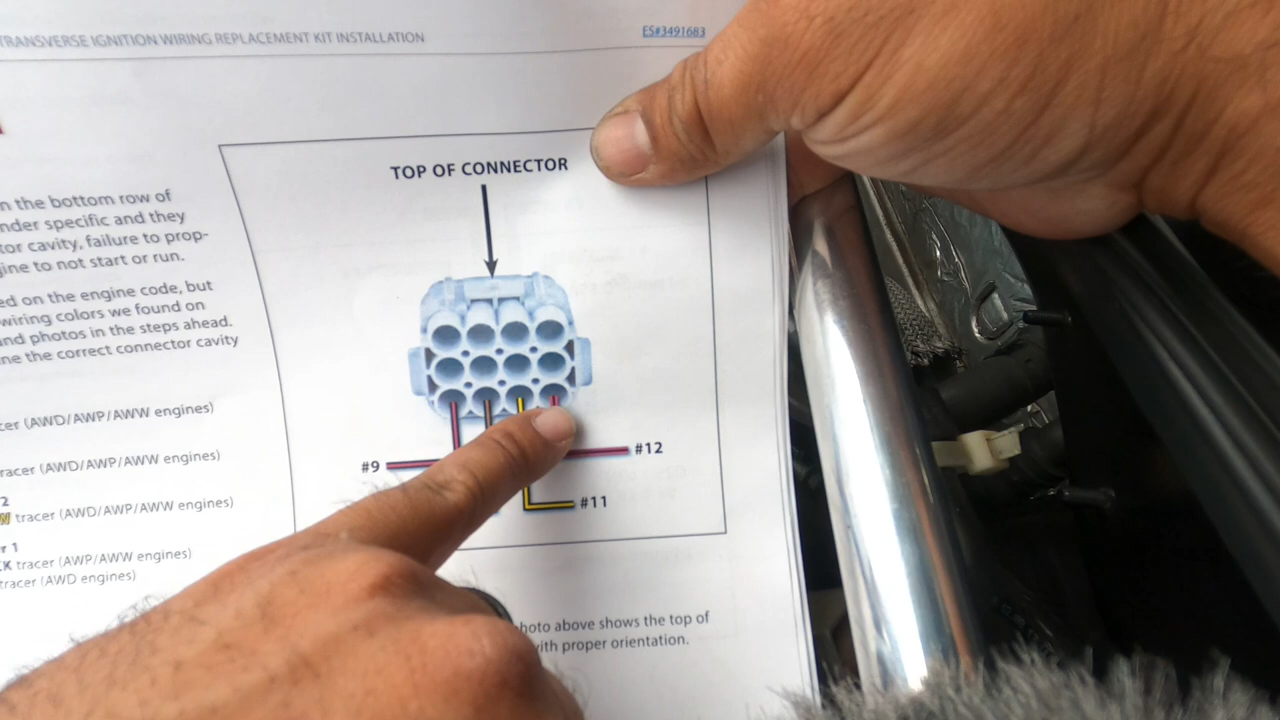 TRANSVERSE IGNITION WIRING REPLACEMENT KIT INSTALLATION
ES#3491683
n the bottom row of
nder specific and they
tor cavity, failure to prop-
gine to not start or run.
ed on the engine code, but
wiring colors we found on
and photos in the steps ahead.
ne the correct connector cavity
cer (AWD/AWP/AWW engines)
racer (AWD/AWP/AWW engines)
2
W tracer (AWD/AWP/AWW engines)
r 1
CK tracer (AWP/AWW engines)
tracer (AWD engines)
TOP OF CONNECTOR
#9
#12
#11
hoto above shows the top of
with proper orientation.